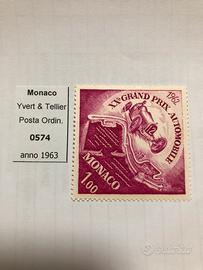 Monaco
Yvert & Tellier
Posta Ordin.
0574
anno 1963
XXᵉ GRAND PRIX AUTOMOBILE
1962
MONACO
1,00